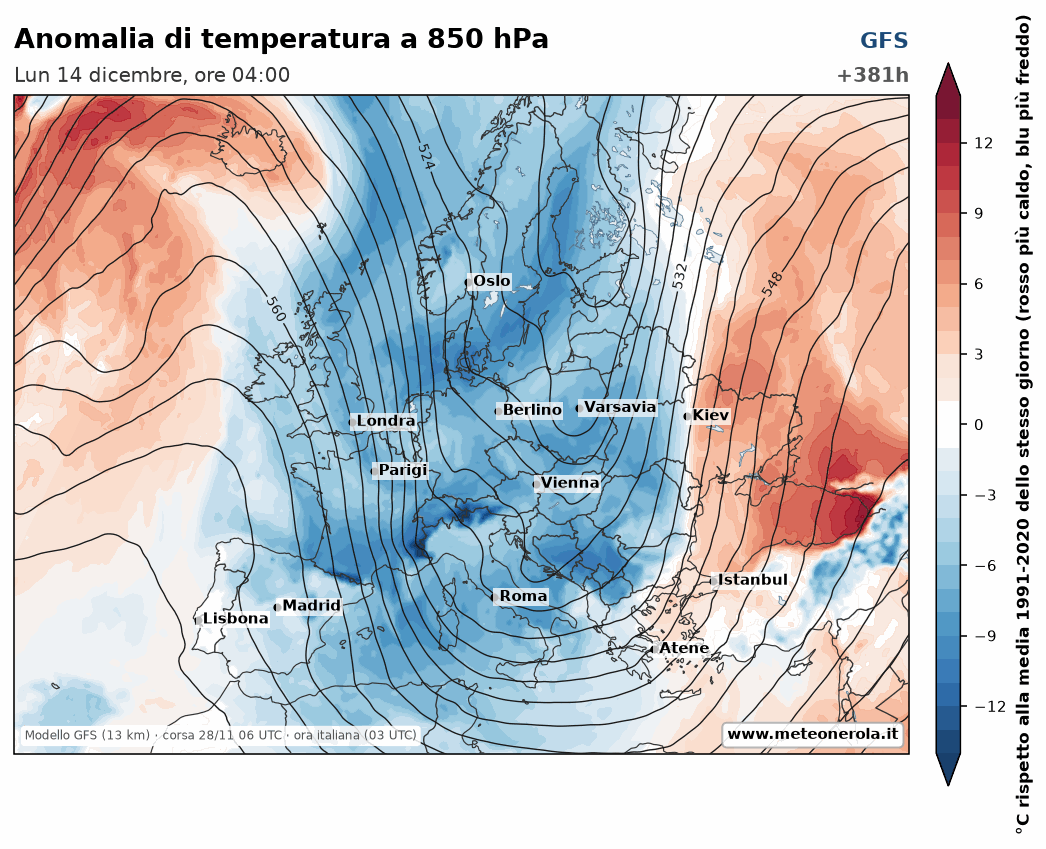 Anomalia di temperatura a 850 hPa
GFS
Lun 14 dicembre, ore 04:00
+381h
524
532
548
560
Oslo
Berlino
Varsavia
Kiev
Londra
Parigi
Vienna
Istanbul
Roma
Madrid
Lisbona
Atene
Modello GFS (13 km) · corsa 28/11 06 UTC · ora italiana (03 UTC)
www.meteonerola.it
12
9
6
3
0
−3
−6
−9
−12
°C rispetto alla media 1991-2020 dello stesso giorno (rosso più caldo, blu più freddo)